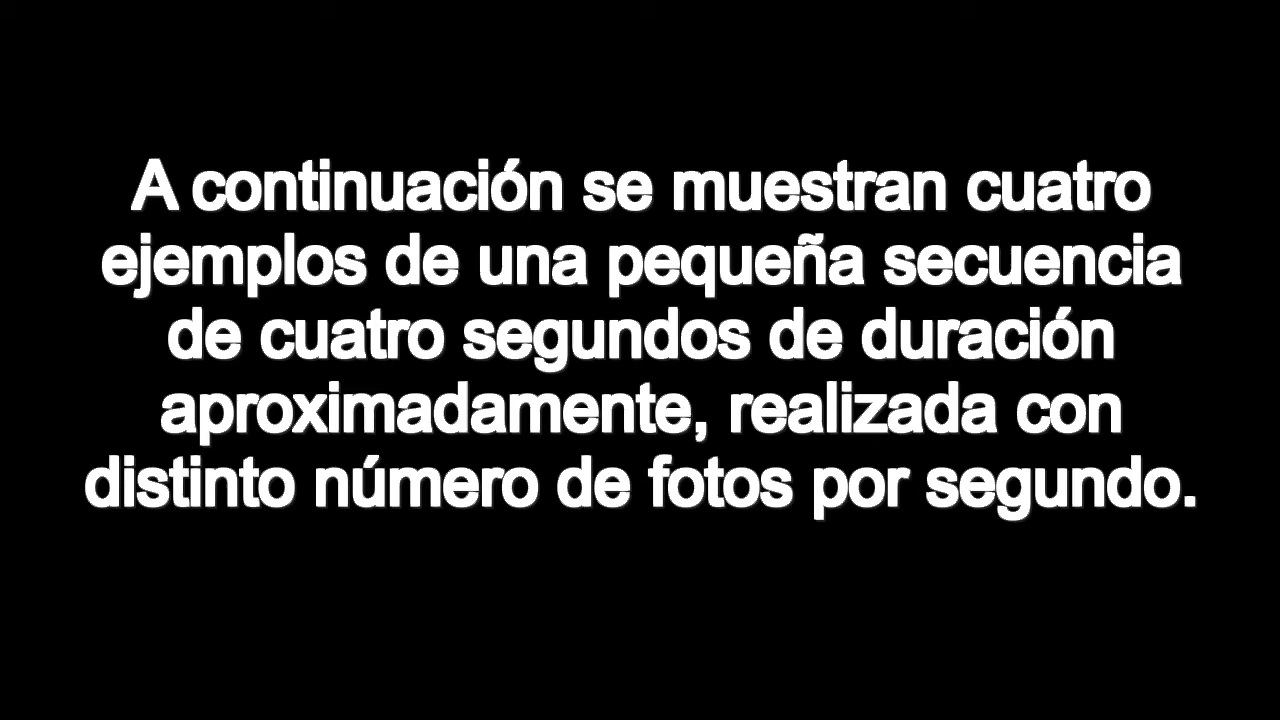 A continuación se muestran cuatro
ejemplos de una pequeña secuencia
de cuatro segundos de duración
aproximadamente, realizada con
distinto número de fotos por segundo.